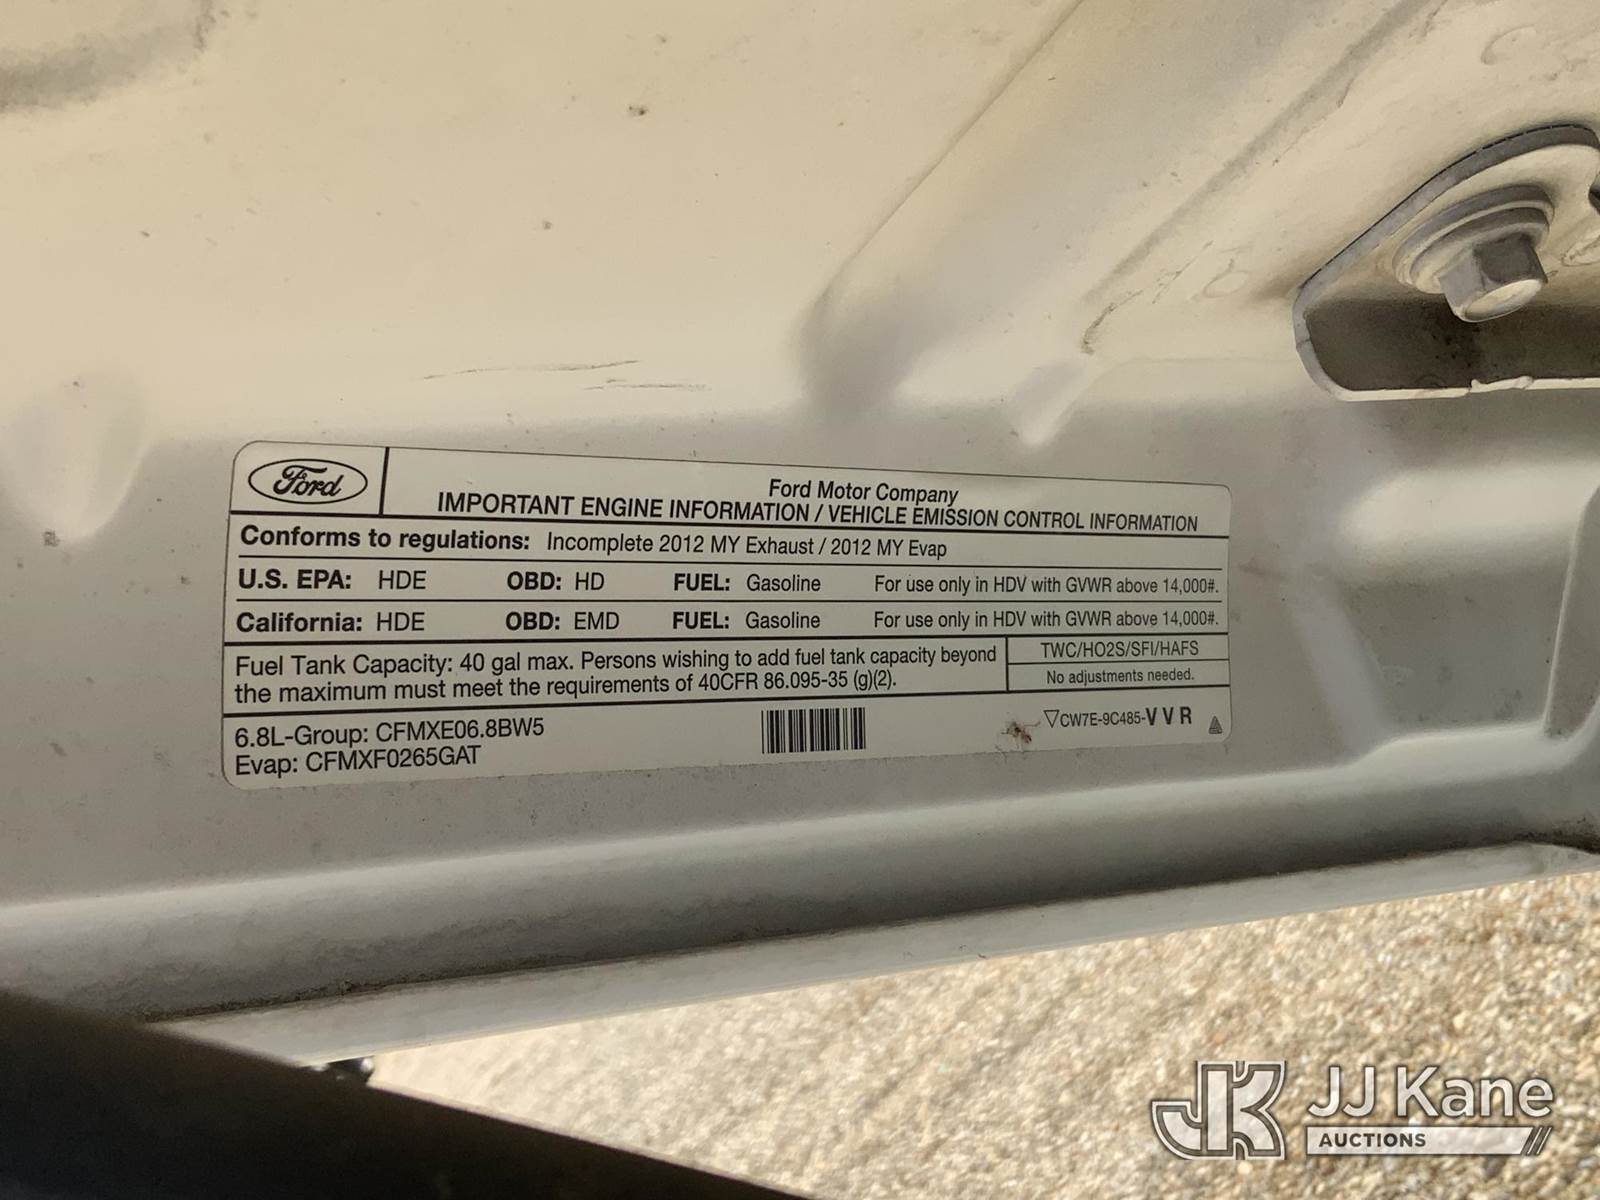 Ford
Ford Motor Company
IMPORTANT ENGINE INFORMATION / VEHICLE EMISSION CONTROL INFORMATION
Conforms to regulations: Incomplete 2012 MY Exhaust / 2012 MY Evap
U.S. EPA: HDE OBD: HD FUEL: Gasoline For use only in HDV with GVWR above 14,000#.
California: HDE OBD: EMD FUEL: Gasoline For use only in HDV with GVWR above 14,000#.
Fuel Tank Capacity: 40 gal max. Persons wishing to add fuel tank capacity beyond
the maximum must meet the requirements of 40CFR 86.095-35 (g)(2).
TWC/HO2S/SFI/HAFS
No adjustments needed.
6.8L-Group: CFMXE06.8BW5
Evap: CFMXF0265GAT
▽CW7E-9C485-V V R
JK JJ Kane
AUCTIONS